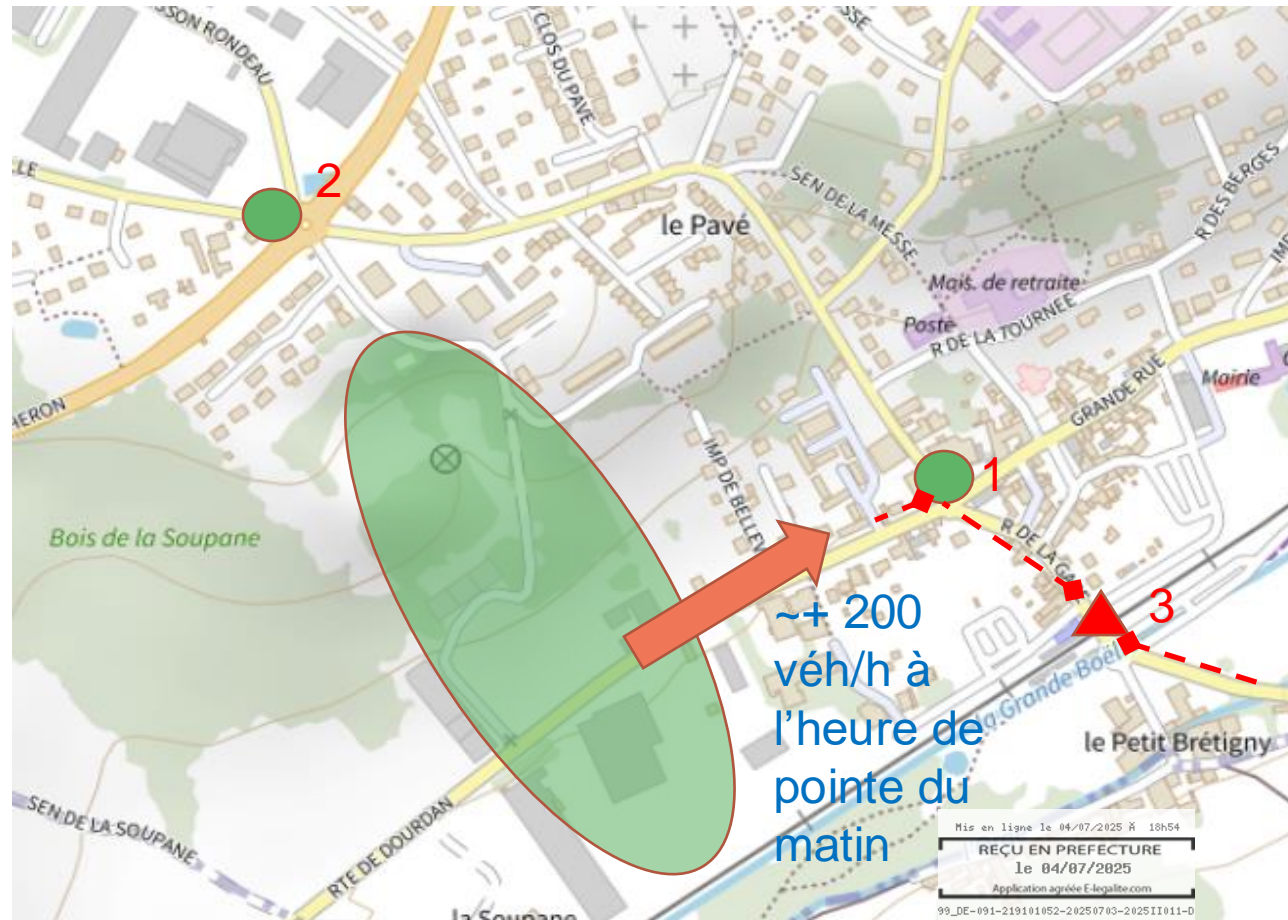 SSON RONDEAU
CLOS DU PAVE
SSE
LLE
2
SEN DE LA MESSE
R DES BERGES
le Pavé
Mais. de retraite
Poste
R DE LA TOURNEE
Mairie
GRANDE RUE
HERON
IMP DE BELLEV
1
Bois de la Soupane
R DE LA GA
3
~+ 200
véh/h à
l'heure de
pointe du
matin
la Grande Boël
le Petit Brétigny
SEN DE LA SOUPANE
RTE DE DOURDAN
la Soupane
Mis en ligne le 04/07/2025 À 18h54
REÇU EN PREFECTURE
le 04/07/2025
Application agréée E-legalite.com
99_DE-091-219101052-20250703-2025II011-D